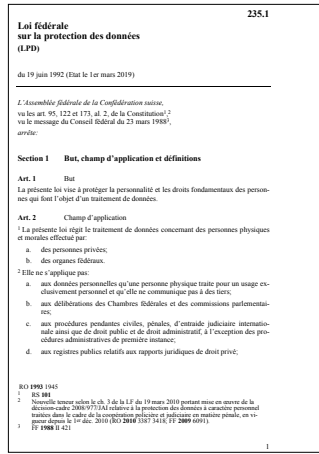 235.1
Loi fédérale
sur la protection des données
(LPD)
du 19 juin 1992 (Etat le 1er mars 2019)
L'Assemblée fédérale de la Confédération suisse,
vu les art. 95, 122 et 173, al. 2, de la Constitution1,2
vu le message du Conseil fédéral du 23 mars 19883,
arrête:
Section 1 But, champ d'application et définitions
Art. 1 But
La présente loi vise à protéger la personnalité et les droits fondamentaux des person-
nes qui font l'objet d'un traitement de données.
Art. 2 Champ d'application
1 La présente loi régit le traitement de données concernant des personnes physiques
et morales effectué par:
a. des personnes privées;
b. des organes fédéraux.
2 Elle ne s'applique pas:
a. aux données personnelles qu'une personne physique traite pour un usage ex-
clusivement personnel et qu'elle ne communique pas à des tiers;
b. aux délibérations des Chambres fédérales et des commissions parlementai-
res;
c. aux procédures pendantes civiles, pénales, d'entraide judiciaire internatio-
nale ainsi que de droit public et de droit administratif, à l'exception des pro-
cédures administratives de première instance;
d. aux registres publics relatifs aux rapports juridiques de droit privé;
RO 1993 1945
1 RS 101
2 Nouvelle teneur selon le ch. 3 de la LF du 19 mars 2010 portant mise en œuvre de la
décision-cadre 2008/977/JAI relative à la protection des données à caractère personnel
traitées dans le cadre de la coopération policière et judiciaire en matière pénale, en vi-
gueur depuis le 1er déc. 2010 (RO 2010 3387 3418; FF 2009 6091).
3 FF 1988 II 421
1